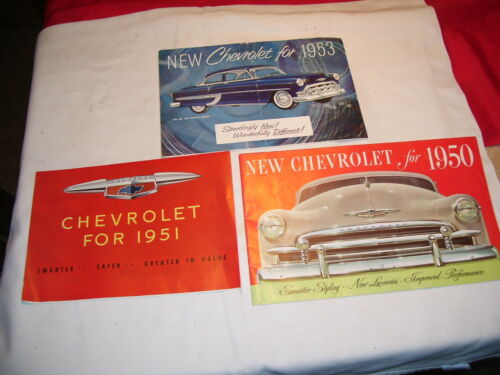 NEW Chevrolet for 1953
Startlingly New!
Wonderfully Different!
CHEVROLET
FOR 1951
SMARTER · · · SAFER · · · GREATER IN VALUE
NEW CHEVROLET for 1950
Smarter Styling · New Luxuries · Improved Performance